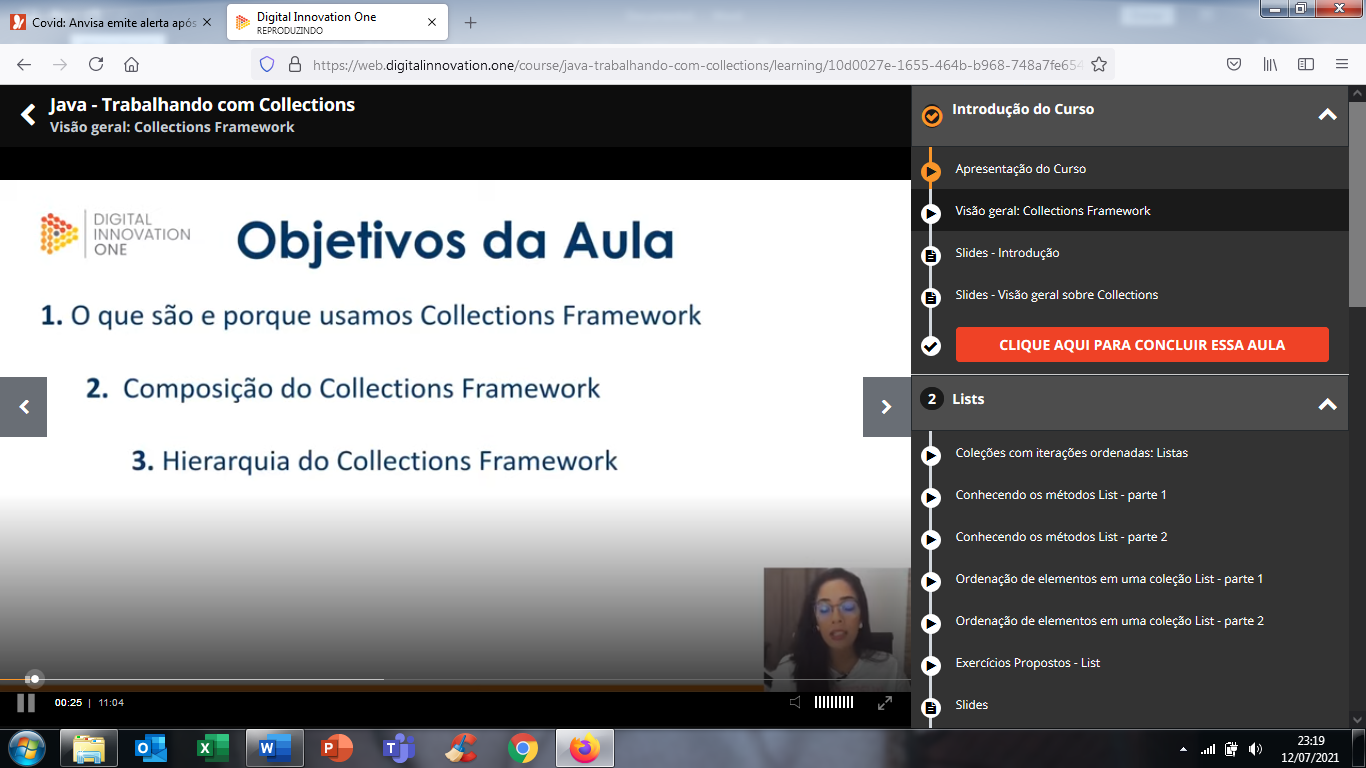 Covid: Anvisa emite alerta após
Digital Innovation One
REPRODUZINDO
https://web.digitalinnovation.one/course/java-trabalhando-com-collections/learning/10d0027e-1655-464b-b968-748a7fe654
Java - Trabalhando com Collections
Visão geral: Collections Framework
DIGITAL
INNOVATION
ONE
Objetivos da Aula
1. O que são e porque usamos Collections Framework
2. Composição do Collections Framework
3. Hierarquia do Collections Framework
00:25 | 11:04
Introdução do Curso
Apresentação do Curso
Visão geral: Collections Framework
Slides - Introdução
Slides - Visão geral sobre Collections
CLIQUE AQUI PARA CONCLUIR ESSA AULA
2 Lists
Coleções com iterações ordenadas: Listas
Conhecendo os métodos List - parte 1
Conhecendo os métodos List - parte 2
Ordenação de elementos em uma coleção List - parte 1
Ordenação de elementos em uma coleção List - parte 2
Exercícios Propostos - List
Slides
23:19
12/07/2021